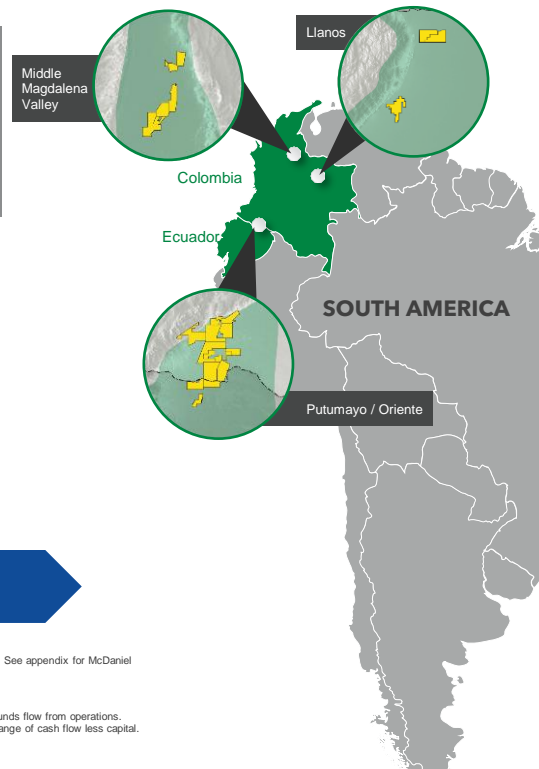 Llanos
Middle
Magdalena
Valley
Colombia
Ecuador
SOUTH AMERICA
Putumayo / Oriente
See appendix for McDaniel
unds flow from operations.
ange of cash flow less capital.